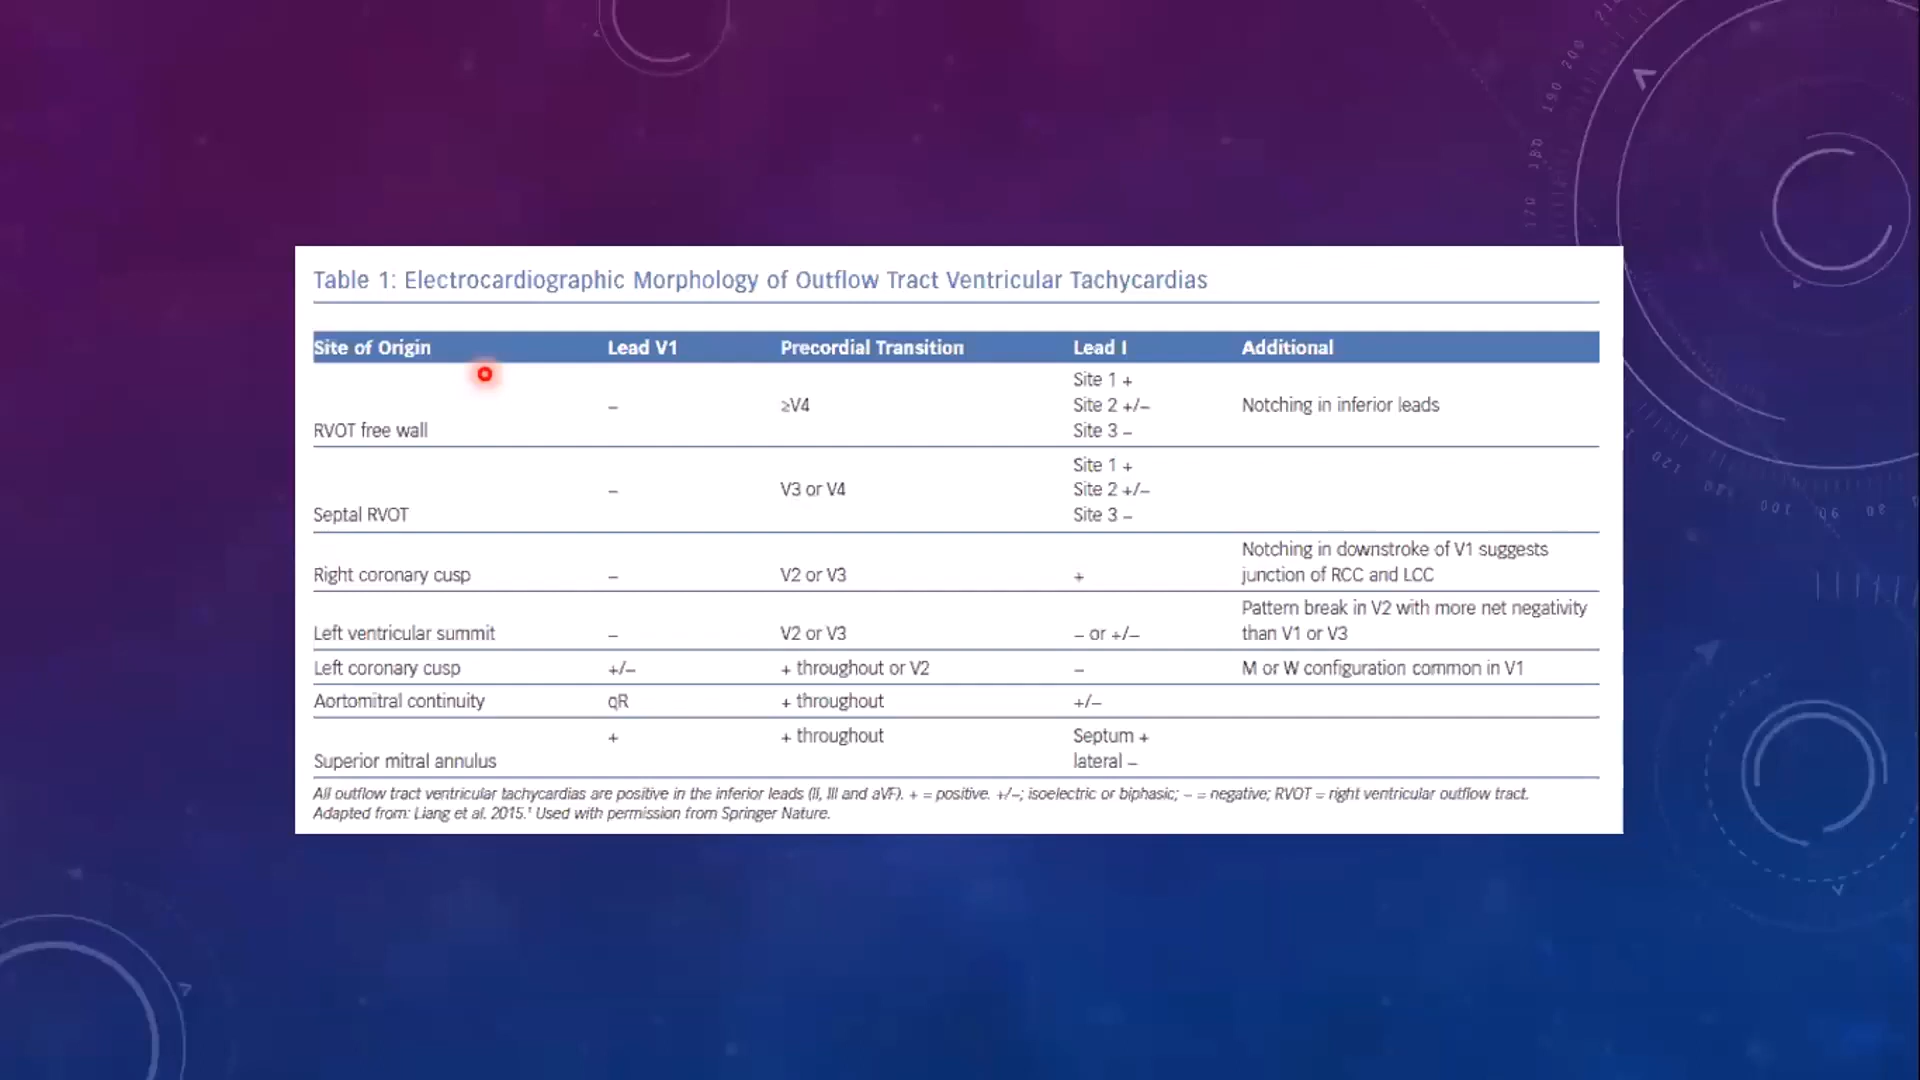 Table 1: Electrocardiographic Morphology of Outflow Tract Ventricular Tachycardias
Site of Origin Lead V1 Precordial Transition Lead I Additional
Site 1 +
– ≥V4 Site 2 +/– Notching in inferior leads
RVOT free wall Site 3 –
Site 1 +
– V3 or V4 Site 2 +/–
Septal RVOT Site 3 –
Notching in downstroke of V1 suggests
Right coronary cusp – V2 or V3 + junction of RCC and LCC
Pattern break in V2 with more net negativity
Left ventricular summit – V2 or V3 – or +/– than V1 or V3
Left coronary cusp +/– + throughout or V2 – M or W configuration common in V1
Aortomitral continuity qR + throughout +/–
+ + throughout Septum +
Superior mitral annulus lateral –
All outflow tract ventricular tachycardias are positive in the inferior leads (II, III and aVF). + = positive. +/–; isoelectric or biphasic; – = negative; RVOT = right ventricular outflow tract.
Adapted from: Liang et al. 2015.¹ Used with permission from Springer Nature.
190
200
180
170
120
90
80